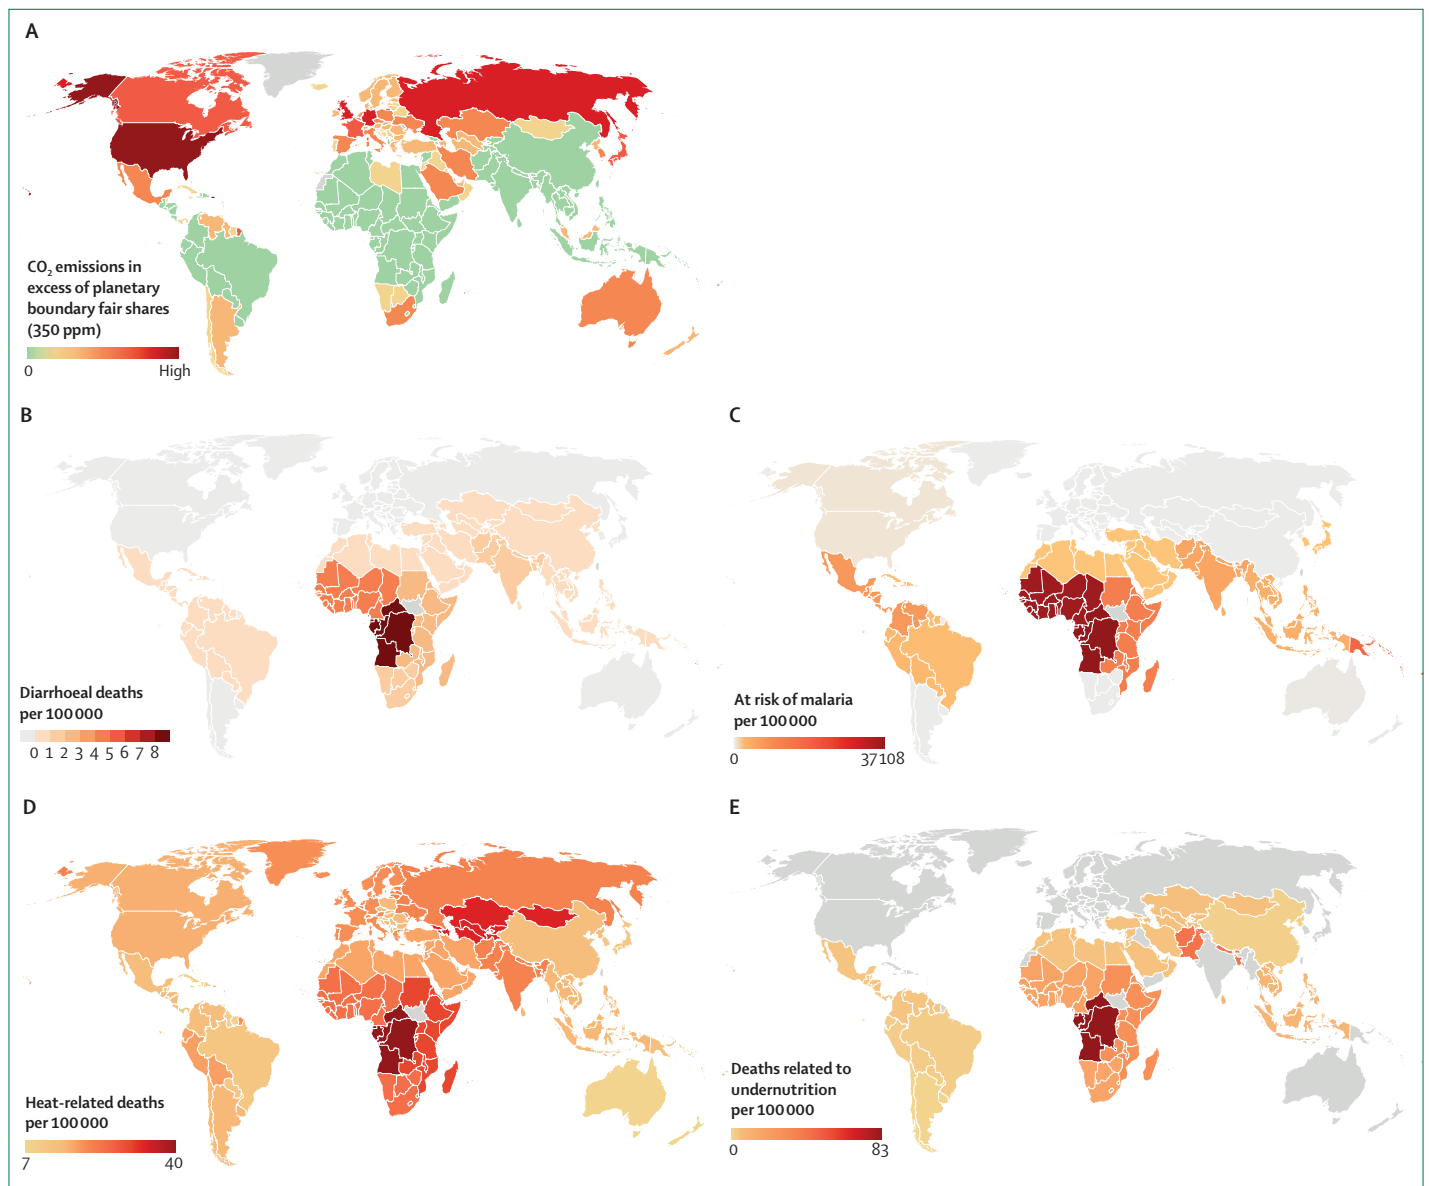 A
CO₂ emissions in
excess of planetary
boundary fair shares
(350 ppm)
0 High
B
Diarrhoeal deaths
per 100 000
0 1 2 3 4 5 6 7 8
C
At risk of malaria
per 100 000
0 37 108
D
Heat-related deaths
per 100 000
7 40
E
Deaths related to
undernutrition
per 100 000
0 83